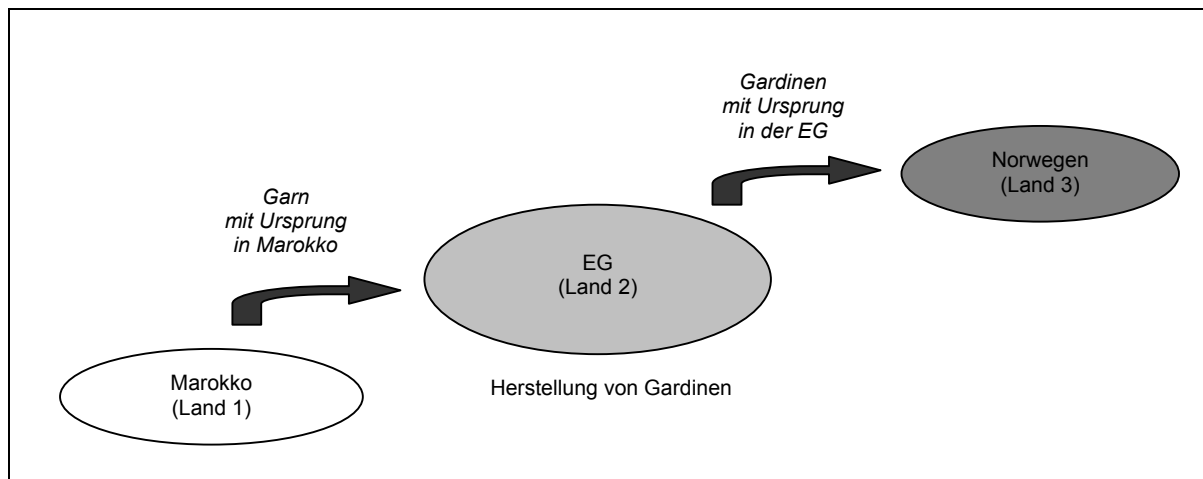 Gardinen
mit Ursprung
in der EG
Norwegen
(Land 3)
Garn
mit Ursprung
in Marokko
EG
(Land 2)
Marokko
(Land 1)
Herstellung von Gardinen